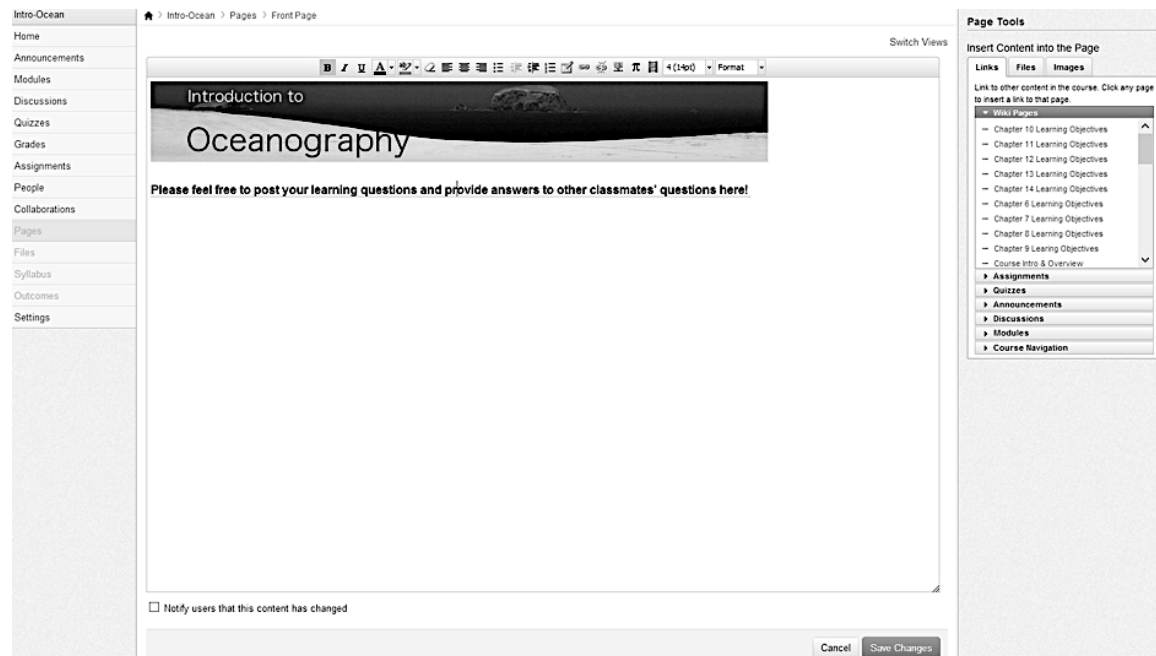 Intro-Ocean
Home
Announcements
Modules
Discussions
Quizzes
Grades
Assignments
People
Collaborations
Pages
Files
Syllabus
Outcomes
Settings
Intro-Ocean > Pages > Front Page
Switch Views
B I U A 4 (14pt) Format
Introduction to
Oceanography
Please feel free to post your learning questions and provide answers to other classmates' questions here!
Notify users that this content has changed
Cancel Save Changes
Page Tools
Insert Content into the Page
Links Files Images
Link to other content in the course. Click any page
to insert a link to that page.
Wiki Pages
Chapter 10 Learning Objectives
Chapter 11 Learning Objectives
Chapter 12 Learning Objectives
Chapter 13 Learning Objectives
Chapter 14 Learning Objectives
Chapter 6 Learning Objectives
Chapter 7 Learning Objectives
Chapter 8 Learning Objectives
Chapter 9 Learing Objectives
Course Intro & Overview
Assignments
Quizzes
Announcements
Discussions
Modules
Course Navigation